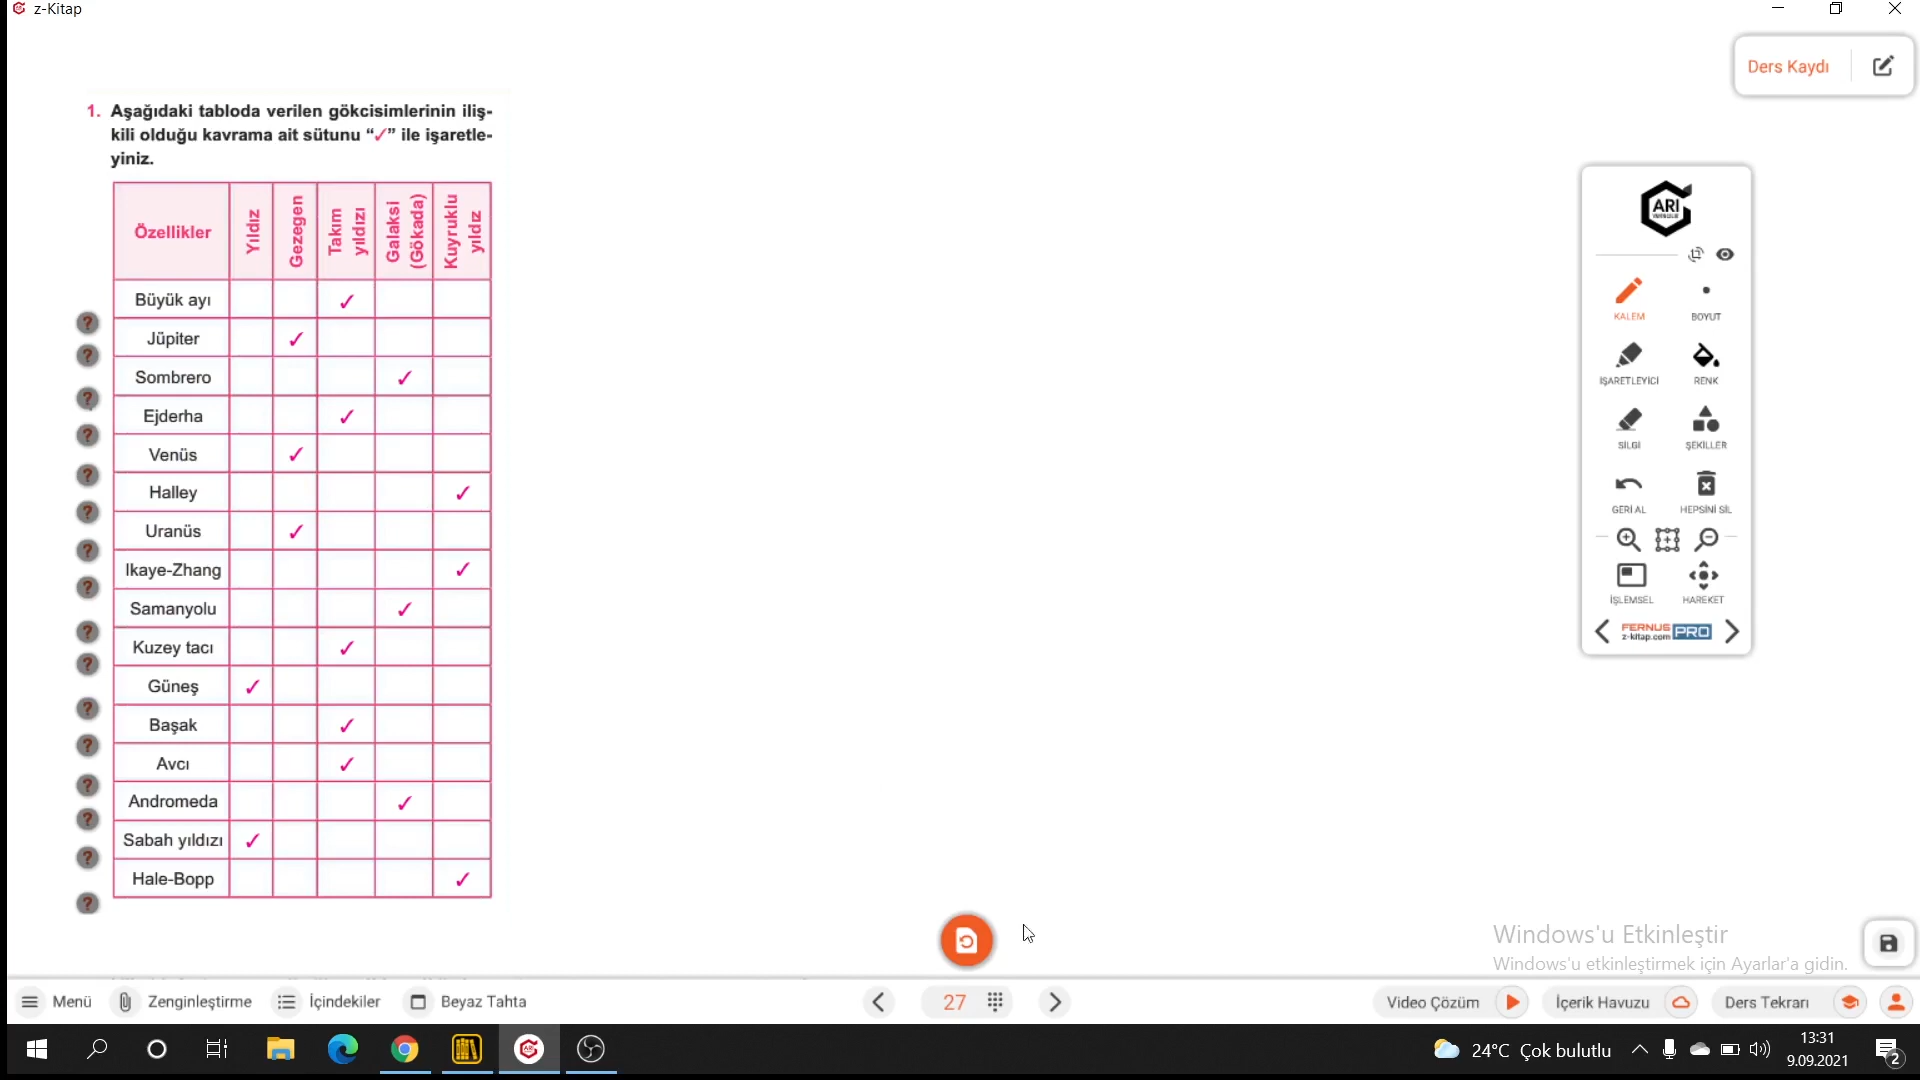 z-Kitap
Ders Kaydı
1. Aşağıdaki tabloda verilen gökcisimlerinin iliş-
kili olduğu kavrama ait sütunu “✓” ile işaretle-
yiniz.
Özellikler
Yıldız
Gezegen
Takım
yıldızı
Galaksi
(Gökada)
Kuyruklu
yıldız
Büyük ayı ✓
Jüpiter ✓
Sombrero ✓
Ejderha ✓
Venüs ✓
Halley ✓
Uranüs ✓
Ikaye-Zhang ✓
Samanyolu ✓
Kuzey tacı ✓
Güneş ✓
Başak ✓
Avcı ✓
Andromeda ✓
Sabah yıldızı ✓
Hale-Bopp ✓
ARI
KALEM
BOYUT
İŞARETLEYİCİ
RENK
SİLGİ
ŞEKİLLER
GERİ AL
HEPSİNİ SİL
İŞLEMSEL
HAREKET
FERNUS
z-kitap.com
PRO
Windows'u Etkinleştir
Windows'u etkinleştirmek için Ayarlar'a gidin.
Menü
Zenginleştirme
İçindekiler
Beyaz Tahta
27
Video Çözüm
İçerik Havuzu
Ders Tekrarı
24°C Çok bulutlu
13:31
9.09.2021
2